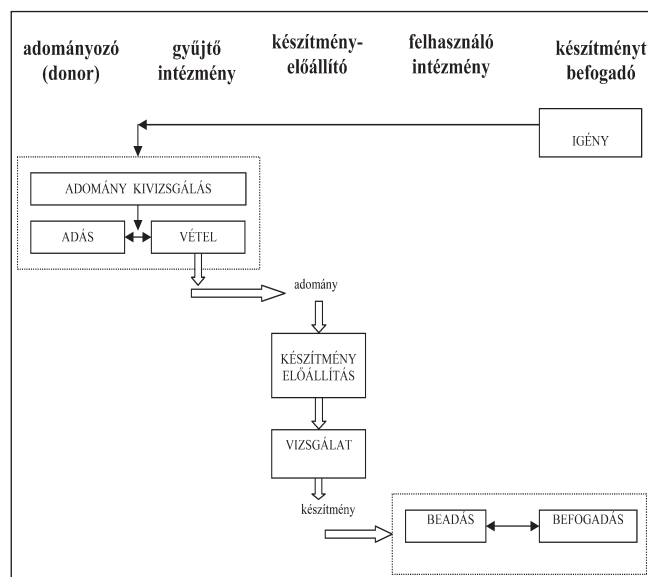 adományozó
(donor)
gyűjtő
intézmény
készítmény-
előállító
felhasználó
intézmény
készítményt
befogadó
IGÉNY
ADOMÁNY KIVIZSGÁLÁS
ADÁS
VÉTEL
adomány
KÉSZÍTMÉNY
ELŐÁLLÍTÁS
VIZSGÁLAT
készítmény
BEADÁS
BEFOGADÁS